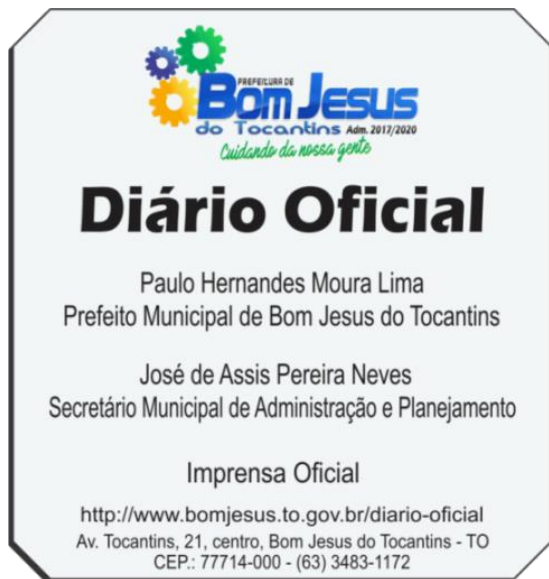 PREFEITURA DE
Bom Jesus
do Tocantins Adm. 2017/2020
Cuidando da nossa gente
Diário Oficial
Paulo Hernandes Moura Lima
Prefeito Municipal de Bom Jesus do Tocantins
José de Assis Pereira Neves
Secretário Municipal de Administração e Planejamento
Imprensa Oficial
http://www.bomjesus.to.gov.br/diario-oficial
Av. Tocantins, 21, centro, Bom Jesus do Tocantins - TO
CEP.: 77714-000 - (63) 3483-1172